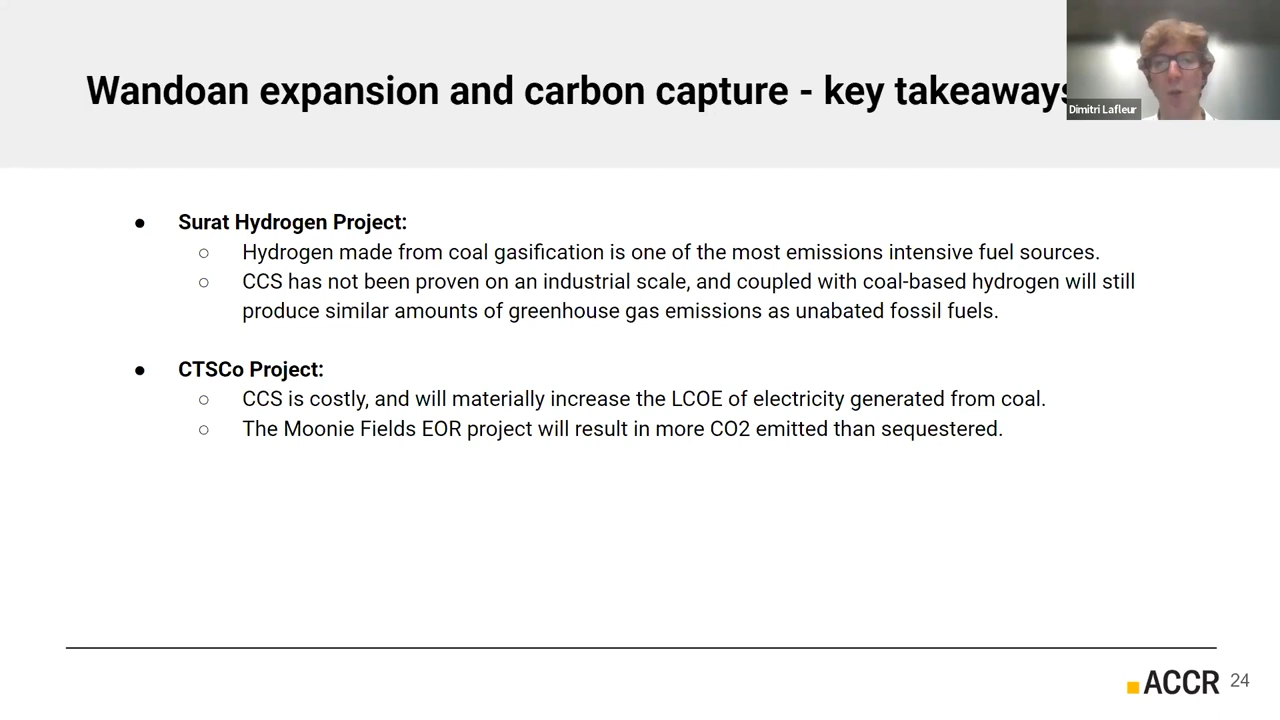 Wandoan expansion and carbon capture - key takeaways
Dimitri Lafleur
● Surat Hydrogen Project:
○ Hydrogen made from coal gasification is one of the most emissions intensive fuel sources.
○ CCS has not been proven on an industrial scale, and coupled with coal-based hydrogen will still
produce similar amounts of greenhouse gas emissions as unabated fossil fuels.
● CTSCo Project:
○ CCS is costly, and will materially increase the LCOE of electricity generated from coal.
○ The Moonie Fields EOR project will result in more CO2 emitted than sequestered.
ACCR 24